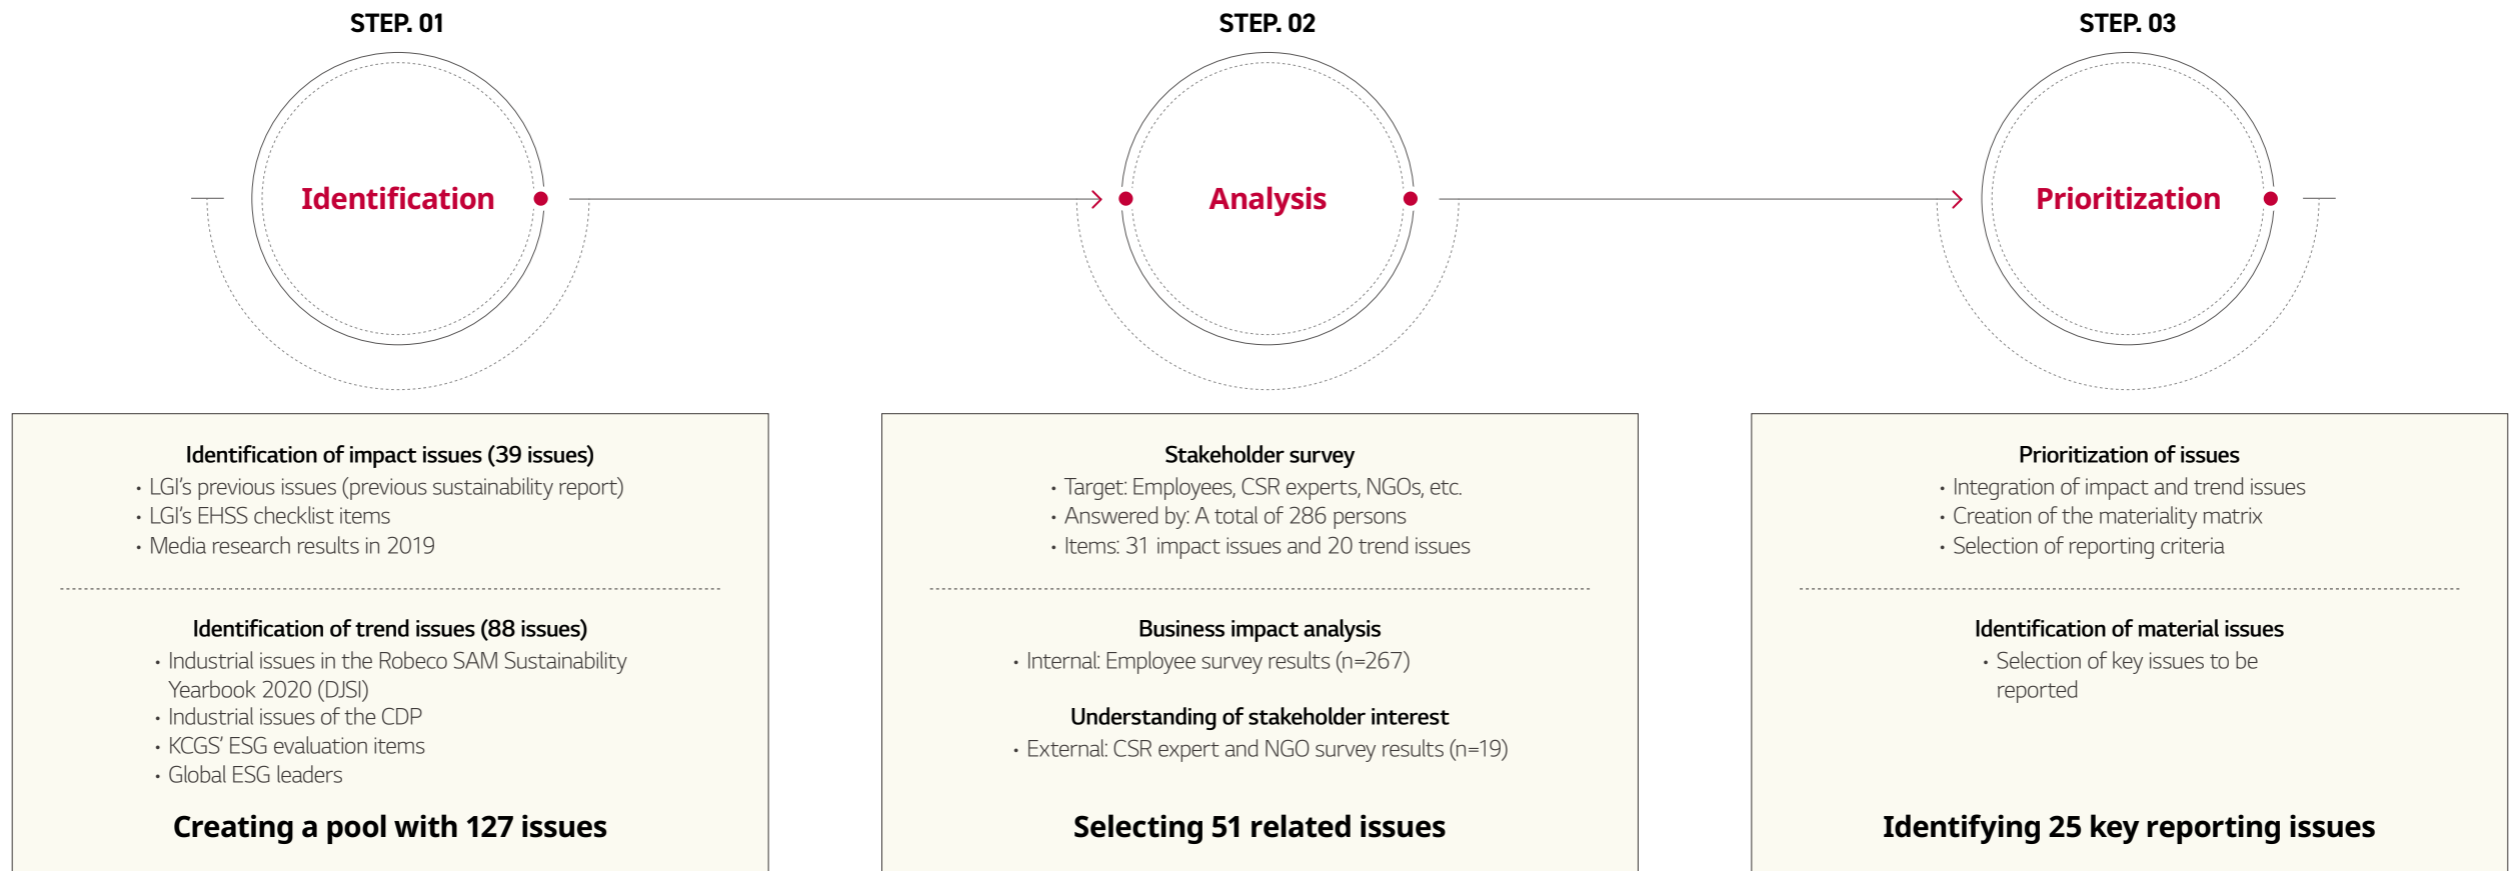 STEP. 01
Identification
Identification of impact issues (39 issues)
· LGI's previous issues (previous sustainability report)
· LGI's EHSS checklist items
· Media research results in 2019
Identification of trend issues (88 issues)
· Industrial issues in the Robeco SAM Sustainability
Yearbook 2020 (DJSI)
· Industrial issues of the CDP
· KCGS' ESG evaluation items
· Global ESG leaders
Creating a pool with 127 issues
STEP. 02
Analysis
Stakeholder survey
· Target: Employees, CSR experts, NGOs, etc.
· Answered by: A total of 286 persons
· Items: 31 impact issues and 20 trend issues
Business impact analysis
· Internal: Employee survey results (n=267)
Understanding of stakeholder interest
· External: CSR expert and NGO survey results (n=19)
Selecting 51 related issues
STEP. 03
Prioritization
Prioritization of issues
· Integration of impact and trend issues
· Creation of the materiality matrix
· Selection of reporting criteria
Identification of material issues
· Selection of key issues to be
reported
Identifying 25 key reporting issues